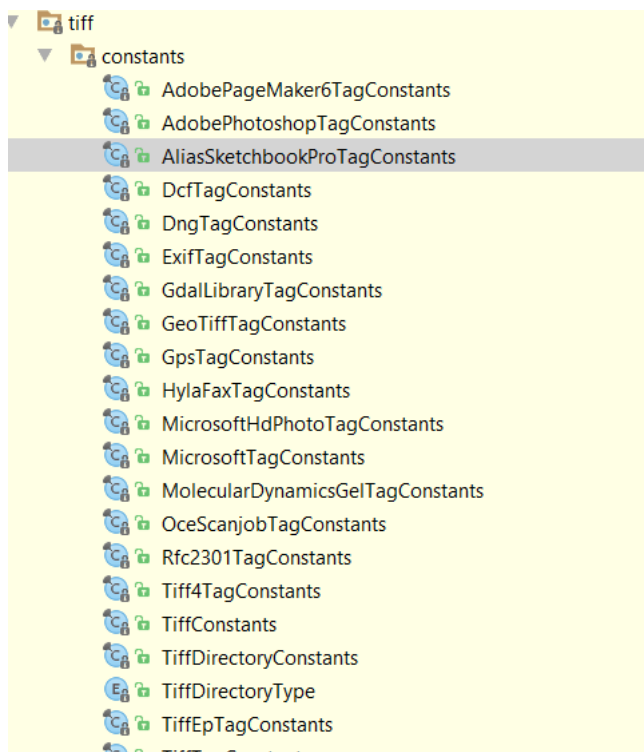 tiff
constants
AdobePageMaker6TagConstants
AdobePhotoshopTagConstants
AliasSketchbookProTagConstants
DcfTagConstants
DngTagConstants
ExifTagConstants
GdalLibraryTagConstants
GeoTiffTagConstants
GpsTagConstants
HylaFaxTagConstants
MicrosoftHdPhotoTagConstants
MicrosoftTagConstants
MolecularDynamicsGelTagConstants
OceScanjobTagConstants
Rfc2301TagConstants
Tiff4TagConstants
TiffConstants
TiffDirectoryConstants
TiffDirectoryType
TiffEpTagConstants